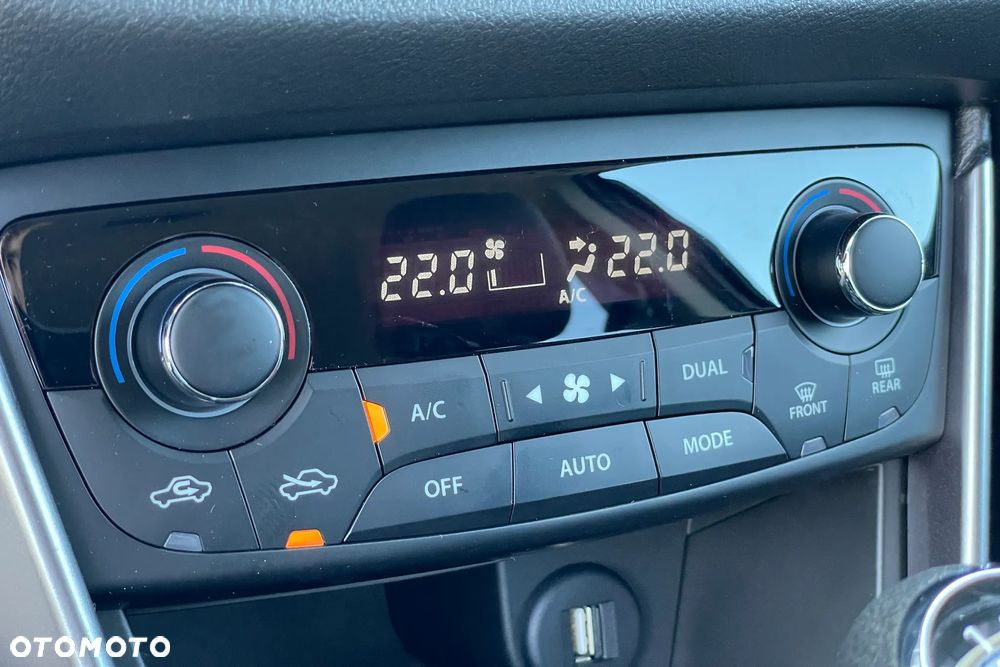 22.0 22.0
A/C
A/C
DUAL
FRONT
REAR
OFF
AUTO
MODE
OTOMOTO